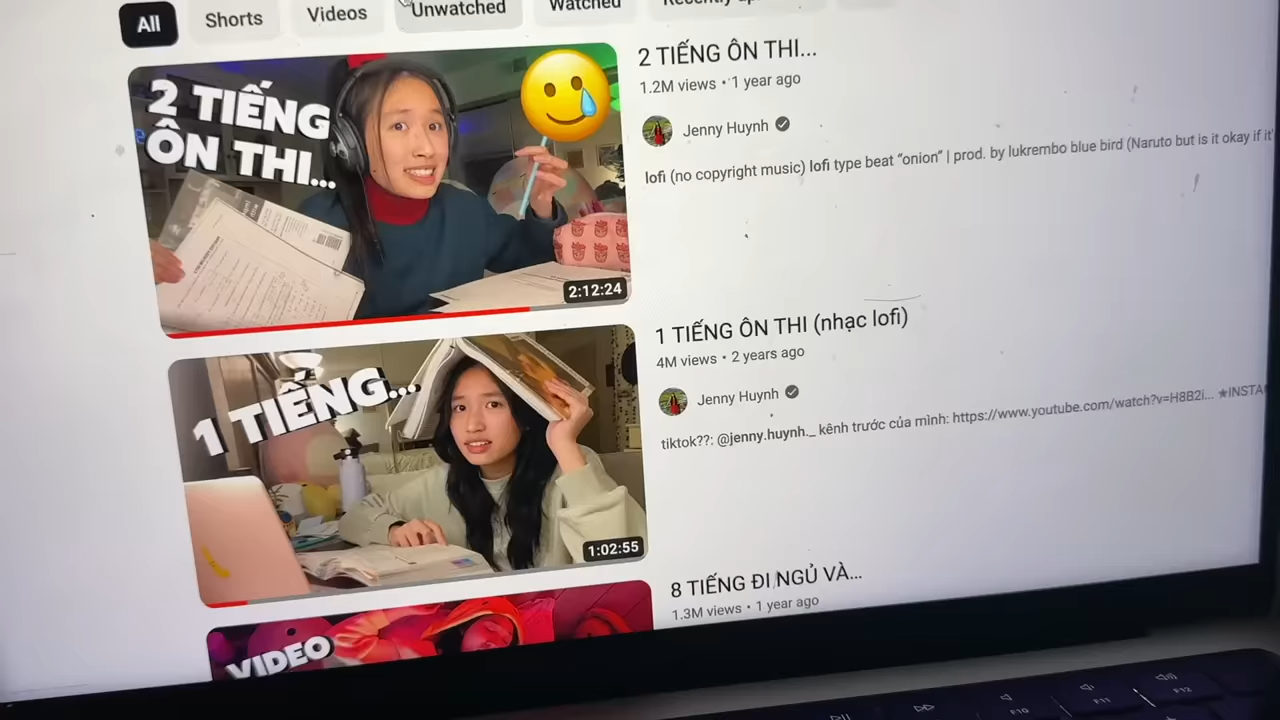 All
Shorts
Videos
Unwatched
Watched
2 TIẾNG
ÔN THI...
2:12:24
2 TIẾNG ÔN THI...
1.2M views • 1 year ago
Jenny Huynh
lofi (no copyright music) lofi type beat “onion” | prod. by lukrembo blue bird (Naruto but is it okay if it
1 TIẾNG...
1:02:55
1 TIẾNG ÔN THI (nhạc lofi)
4M views • 2 years ago
Jenny Huynh
tiktok??: @jenny.huynh._ kênh trước của mình: https://www.youtube.com/watch?v=H8B2i... ★INSTA
VIDEO
8 TIẾNG ĐI NGỦ VÀ...
1.3M views • 1 year ago
F10
F11
F12